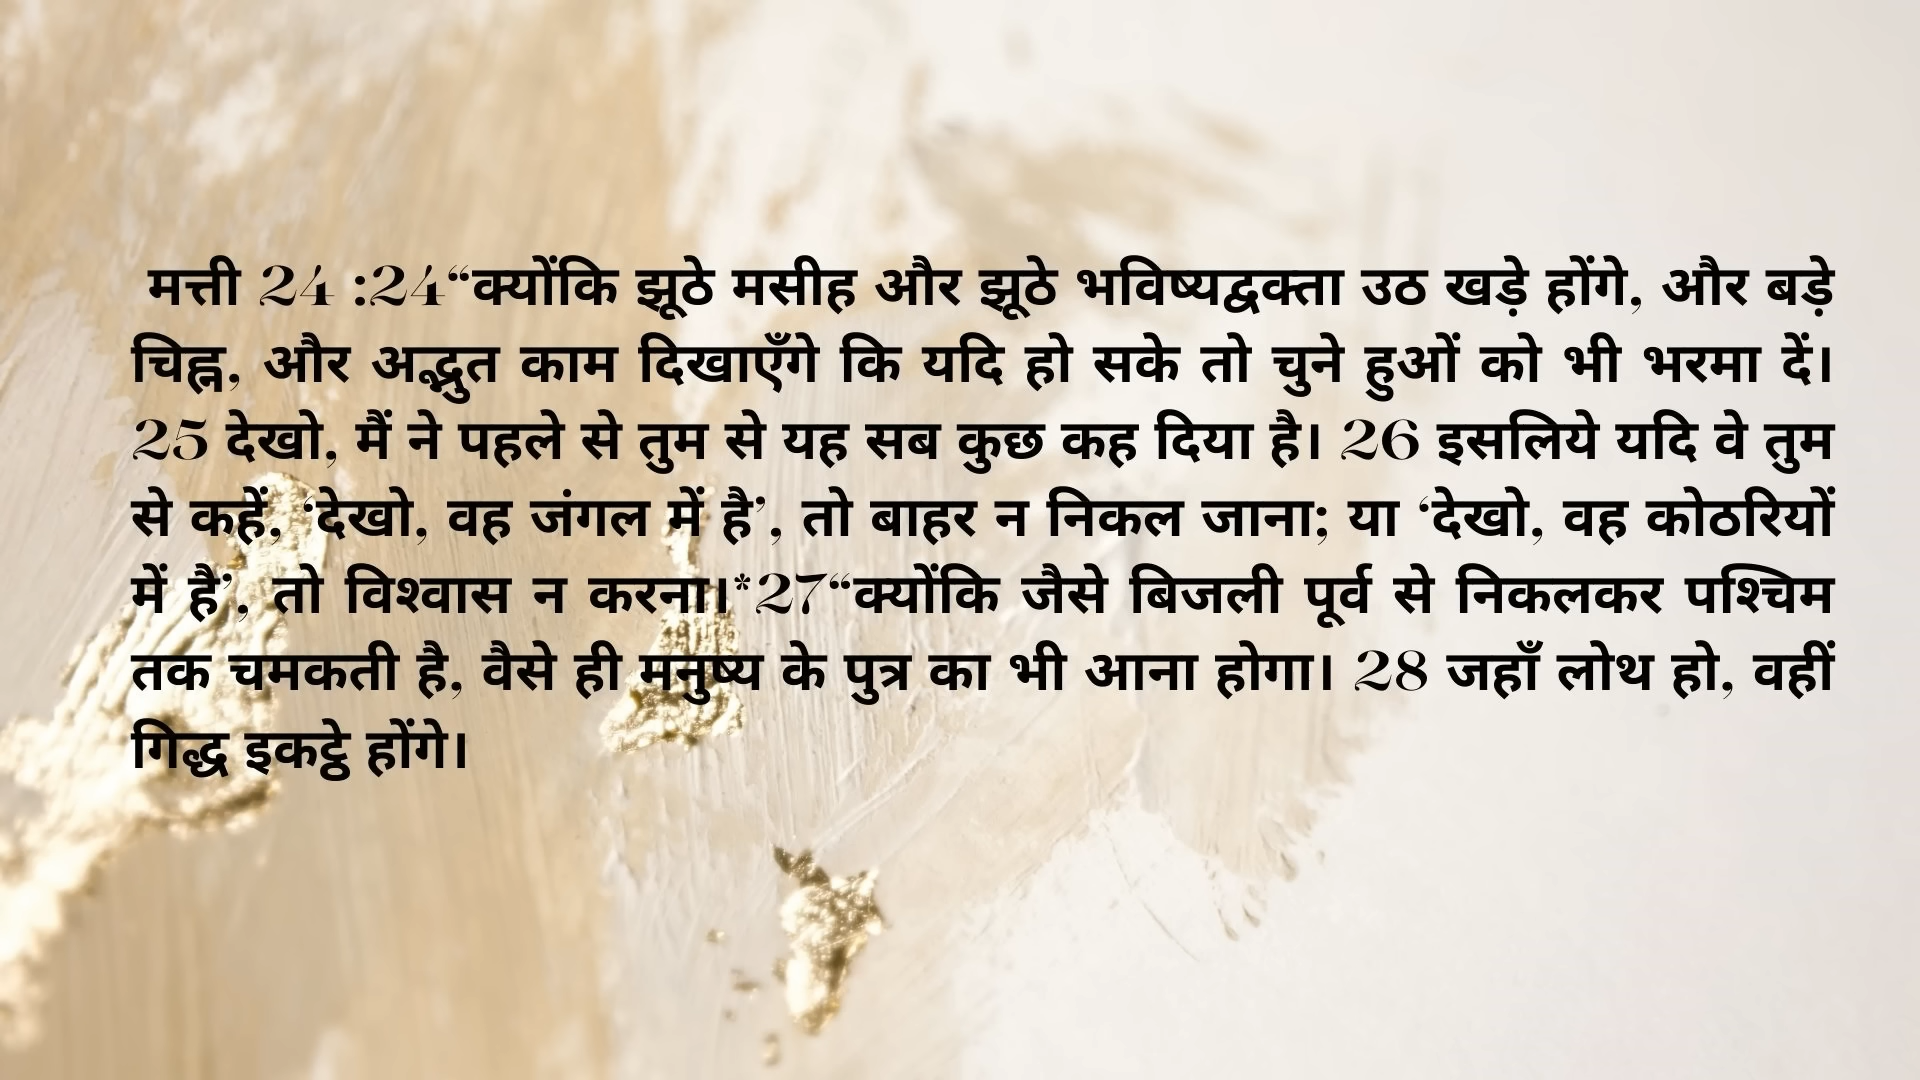 मत्ती 24 :24“क्योंकि झूठे मसीह और झूठे भविष्यद्वक्ता उठ खड़े होंगे, और बड़े
चिह्न, और अद्भुत काम दिखाएँगे कि यदि हो सके तो चुने हुओं को भी भरमा दें।
25 देखो, मैं ने पहले से तुम से यह सब कुछ कह दिया है। 26 इसलिये यदि वे तुम
से कहें, ‘देखो, वह जंगल में है’, तो बाहर न निकल जाना; या ‘देखो, वह कोठरियों
में है’, तो विश्‍वास न करना।*27“क्योंकि जैसे बिजली पूर्व से निकलकर पश्‍चिम
तक चमकती है, वैसे ही मनुष्य के पुत्र का भी आना होगा। 28 जहाँ लोथ हो, वहीं
गिद्ध इकट्ठे होंगे।